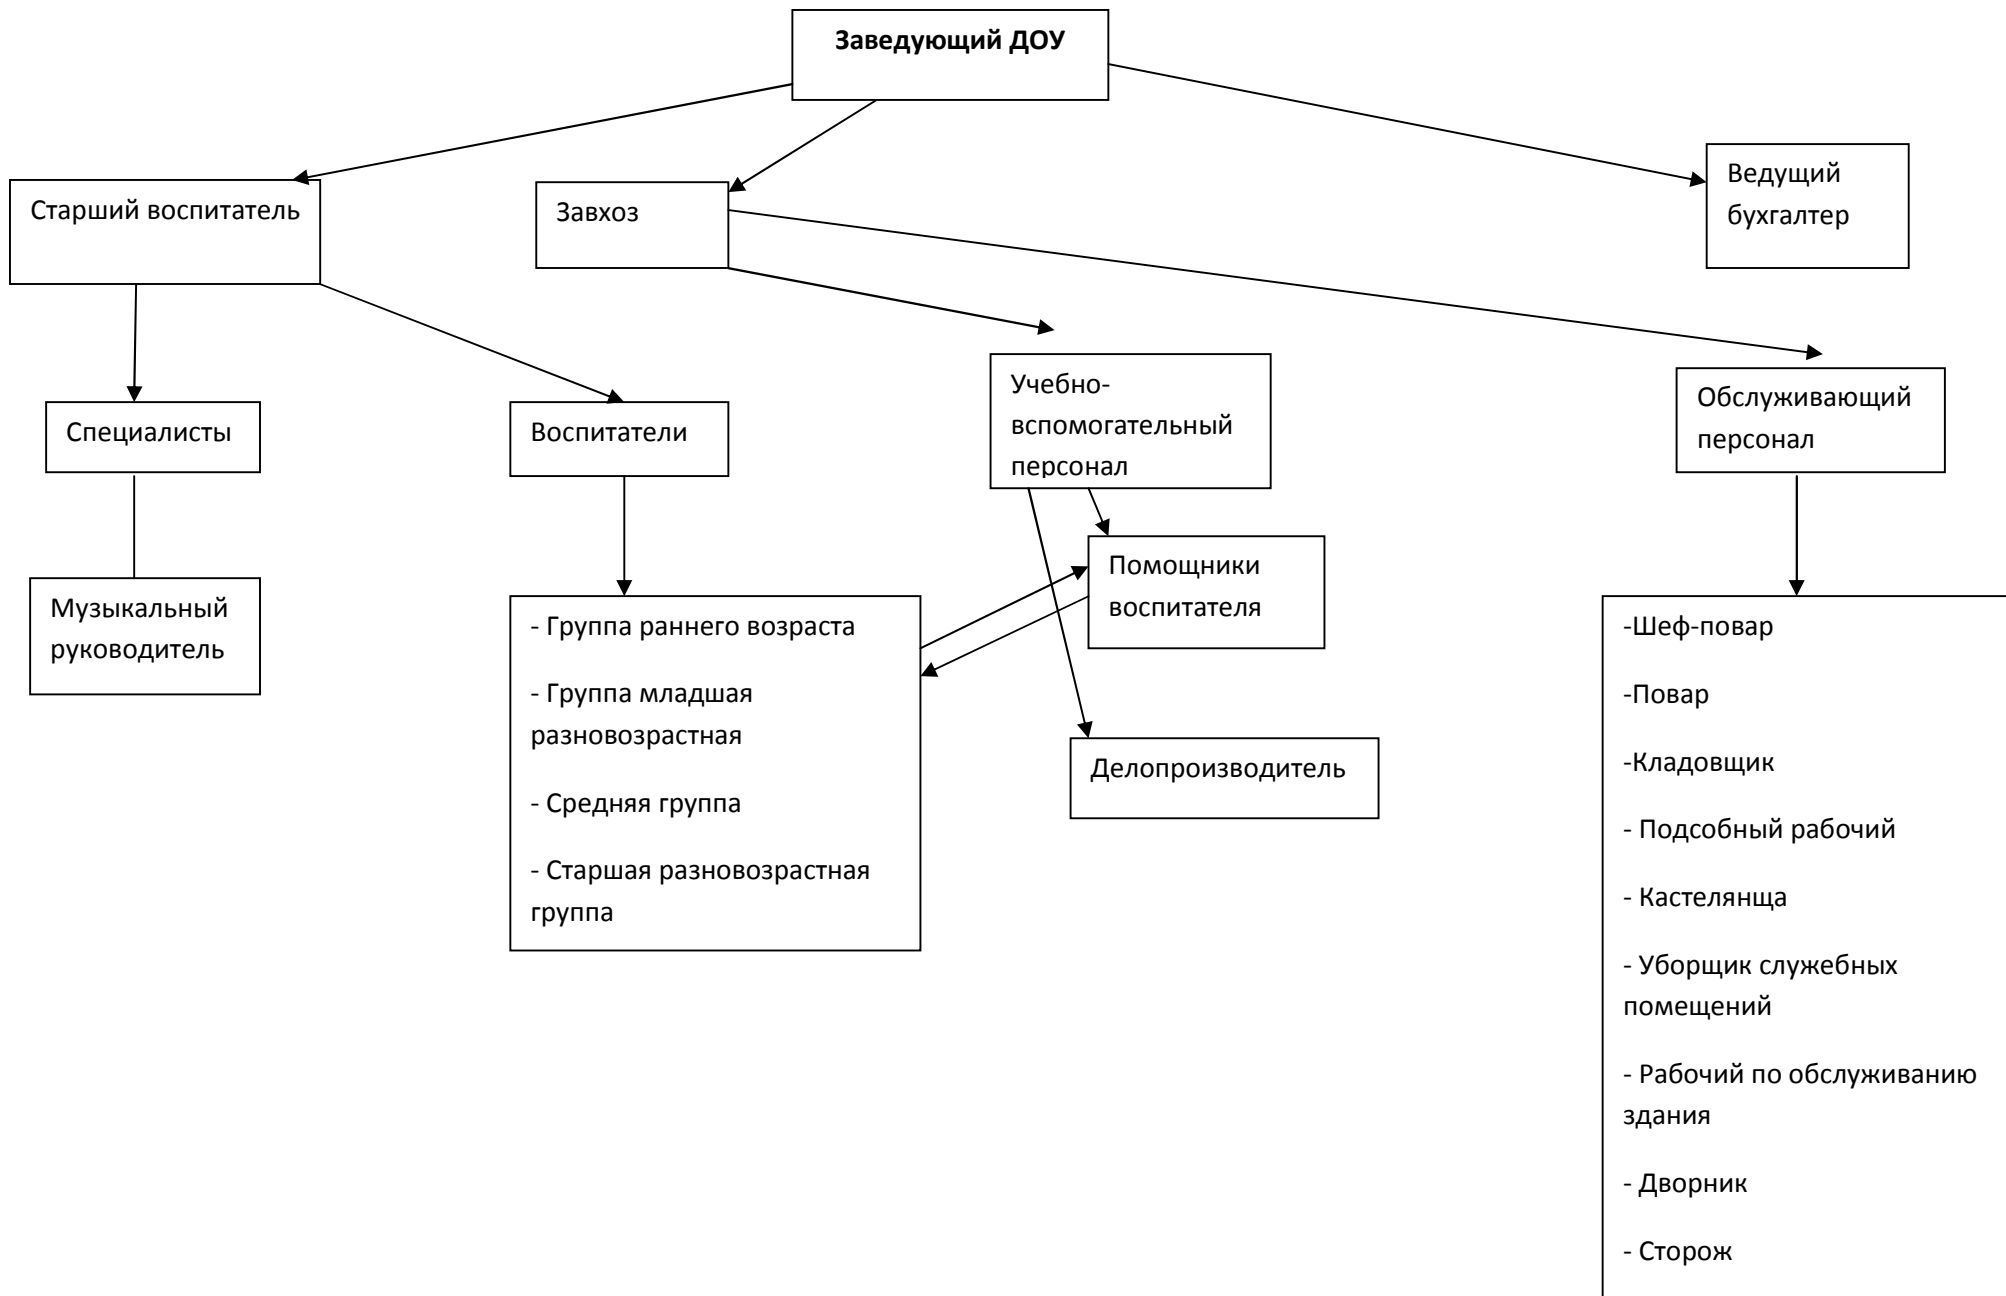 Заведующий ДОУ
Ведущий
бухгалтер
Старший воспитатель
Завхоз
Учебно-
вспомогательный
персонал
Обслуживающий
персонал
Специалисты
Воспитатели
Помощники
воспитателя
Музыкальный
руководитель
- Группа раннего возраста
- Группа младшая
разновозрастная
- Средняя группа
- Старшая разновозрастная
группа
Делопроизводитель
-Шеф-повар
-Повар
-Кладовщик
- Подсобный рабочий
- Кастелянща
- Уборщик служебных
помещений
- Рабочий по обслуживанию
здания
- Дворник
- Сторож